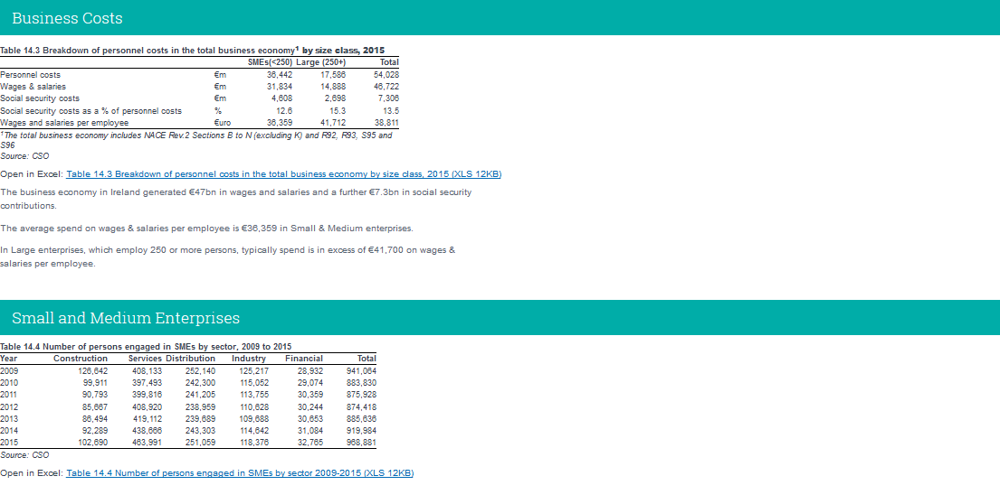 Business Costs
Table 14.3 Breakdown of personnel costs in the total business economy¹ by size class, 2015
SMEs(<250) Large (250+) Total
Personnel costs €m 36,442 17,586 54,028
Wages & salaries €m 31,834 14,888 46,722
Social security costs €m 4,608 2,698 7,306
Social security costs as a % of personnel costs % 12.6 15.3 13.5
Wages and salaries per employee €uro 36,359 41,712 38,811
¹The total business economy includes NACE Rev.2 Sections B to N (excluding K) and R92, R93, S95 and
S96
Source: CSO
Open in Excel: Table 14.3 Breakdown of personnel costs in the total business economy by size class, 2015 (XLS 12KB)
The business economy in Ireland generated €47bn in wages and salaries and a further €7.3bn in social security
contributions.
The average spend on wages & salaries per employee is €36,359 in Small & Medium enterprises.
In Large enterprises, which employ 250 or more persons, typically spend is in excess of €41,700 on wages &
salaries per employee.
Small and Medium Enterprises
Table 14.4 Number of persons engaged in SMEs by sector, 2009 to 2015
Year Construction Services Distribution Industry Financial Total
2009 126,642 408,133 252,140 125,217 28,932 941,064
2010 99,911 397,493 242,300 115,052 29,074 883,830
2011 90,793 399,816 241,205 113,755 30,359 875,928
2012 85,667 408,920 238,959 110,628 30,244 874,418
2013 86,494 419,112 239,689 109,688 30,653 885,636
2014 92,289 438,666 243,303 114,642 31,084 919,984
2015 102,690 463,991 251,059 118,376 32,765 968,881
Source: CSO
Open in Excel: Table 14.4 Number of persons engaged in SMEs by sector 2009-2015 (XLS 12KB)